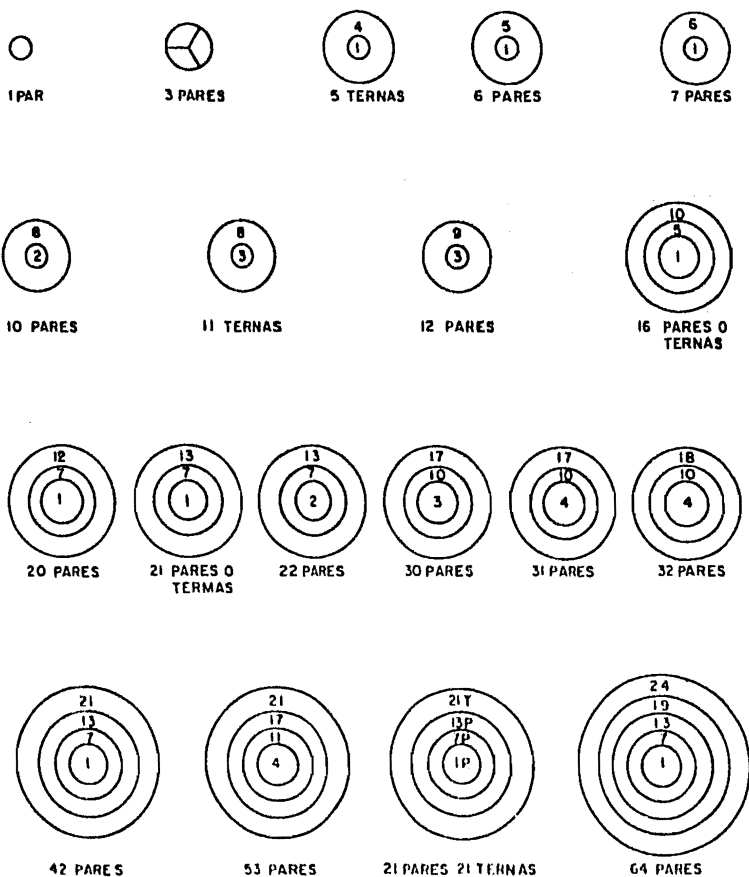 4 5 6
1 1 1
1 PAR 3 PARES 5 TERNAS 6 PARES 7 PARES
8 8 9 10
5
2 3 3 1
10 PARES 11 TERNAS 12 PARES 16 PARES O
TERNAS
12 13 13 17 17 18
7 7 7 10 10 10
1 1 2 3 4 4
20 PARES 21 PARES O 22 PARES 30 PARES 31 PARES 32 PARES
TERMAS
24
21 21 21Y 19
13 17 13P 13
7 11 7P 7
1 4 1P 1
42 PARES 53 PARES 21 PARES 21 TERNAS 64 PARES